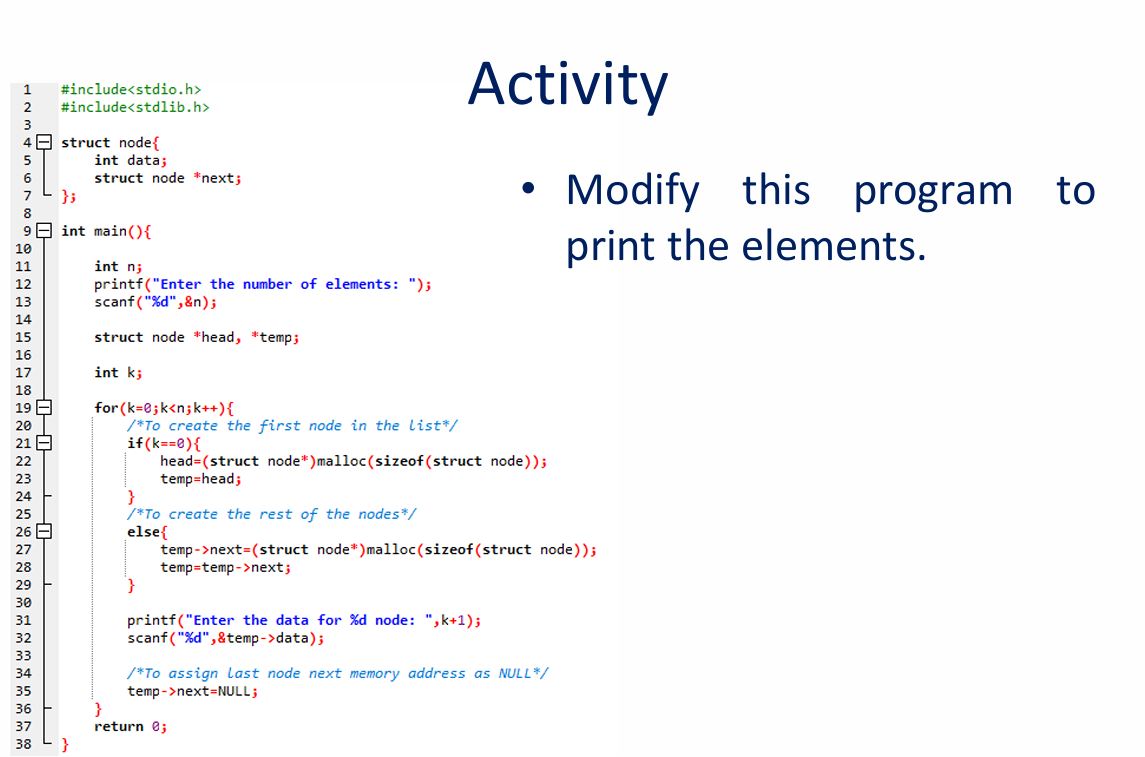 Activity
1 #include<stdio.h>
2 #include<stdlib.h>
3
4 struct node{
5     int data;
6     struct node *next;
7 };
8
9 int main(){
10
11     int n;
12     printf("Enter the number of elements: ");
13     scanf("%d",&n);
14
15     struct node *head, *temp;
16
17     int k;
18
19     for(k=0;k<n;k++){
20         /*To create the first node in the list*/
21         if(k==0){
22             head=(struct node*)malloc(sizeof(struct node));
23             temp=head;
24         }
25         /*To create the rest of the nodes*/
26         else{
27             temp->next=(struct node*)malloc(sizeof(struct node));
28             temp=temp->next;
29         }
30
31         printf("Enter the data for %d node: ",k+1);
32         scanf("%d",&temp->data);
33
34         /*To assign last node next memory address as NULL*/
35         temp->next=NULL;
36     }
37     return 0;
38 }
• Modify this program to
print the elements.